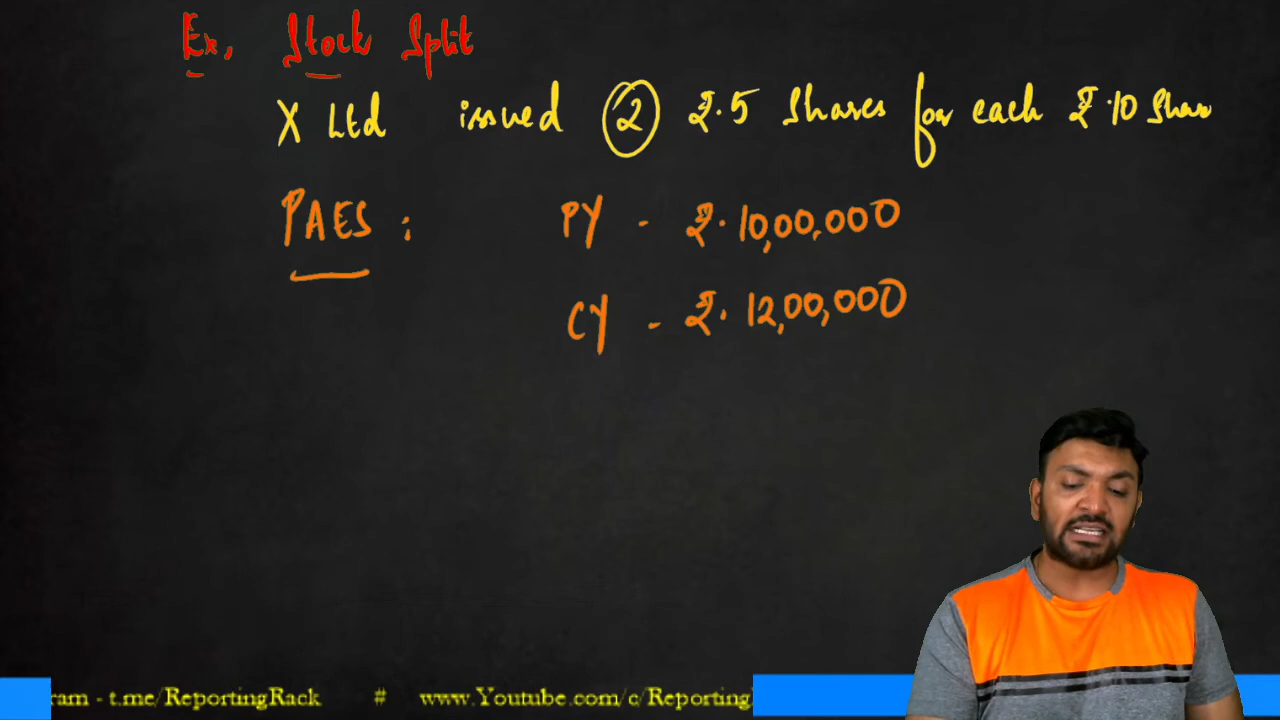 Ex. Stock Split
X Ltd issued 2 ₹.5 Shares for each ₹.10 Shar
PAES : PY - ₹.10,00,000
CY - ₹.12,00,000
ram - t.me/ReportingRack # www.Youtube.com/c/Reporting